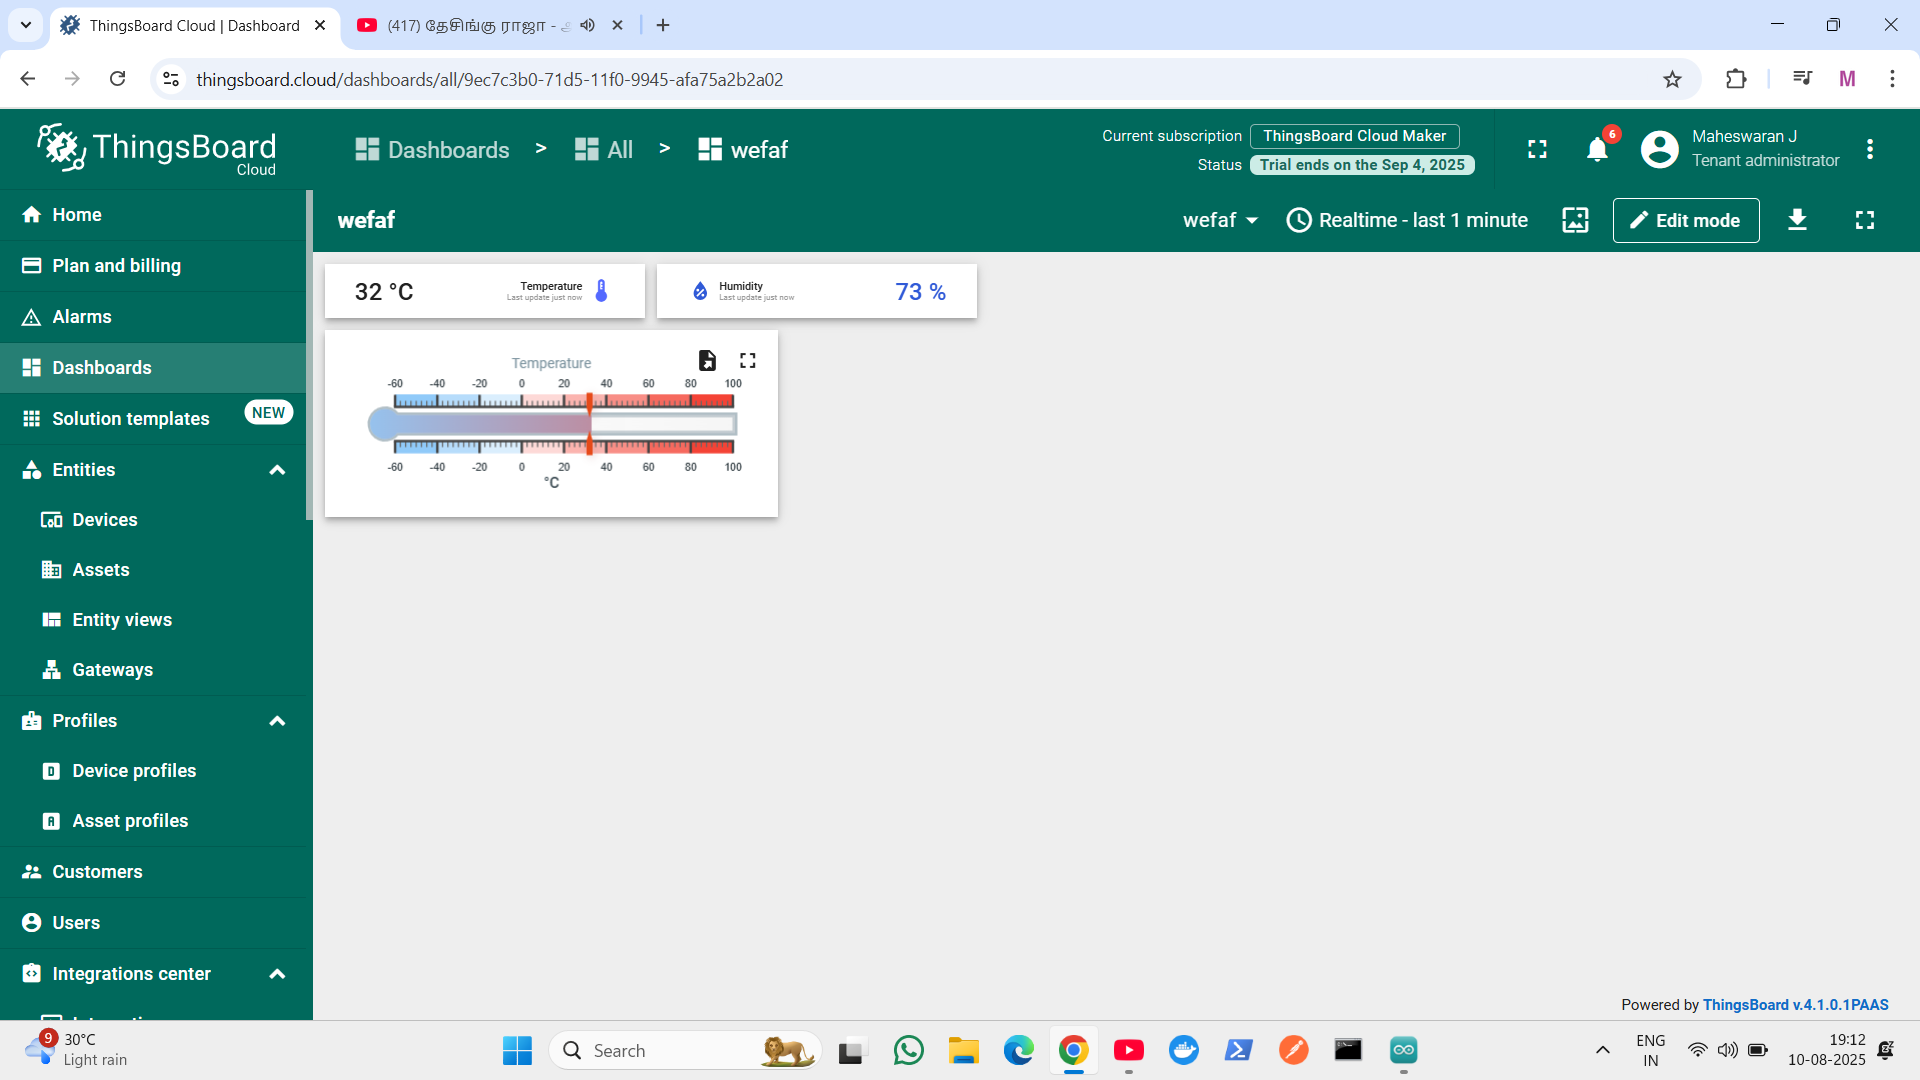 ThingsBoard Cloud | Dashboard
(417) தேசிங்கு ராஜா -
thingsboard.cloud/dashboards/all/9ec7c3b0-71d5-11f0-9945-afa75a2b2a02
M
ThingsBoard
Cloud
Dashboards > All > wefaf
Current subscription ThingsBoard Cloud Maker
Status Trial ends on the Sep 4, 2025
6
Maheswaran J
Tenant administrator
Home
Plan and billing
Alarms
Dashboards
Solution templates NEW
Entities
Devices
Assets
Entity views
Gateways
Profiles
Device profiles
Asset profiles
Customers
Users
Integrations center
wefaf
wefaf
Realtime - last 1 minute
Edit mode
32 °C
Temperature
Last update just now
Humidity
Last update just now
73 %
Temperature
-60 -40 -20 0 20 40 60 80 100
-60 -40 -20 0 20 40 60 80 100
°C
Powered by ThingsBoard v.4.1.0.1PAAS
9
30°C
Light rain
Search
ENG
IN
19:12
10-08-2025